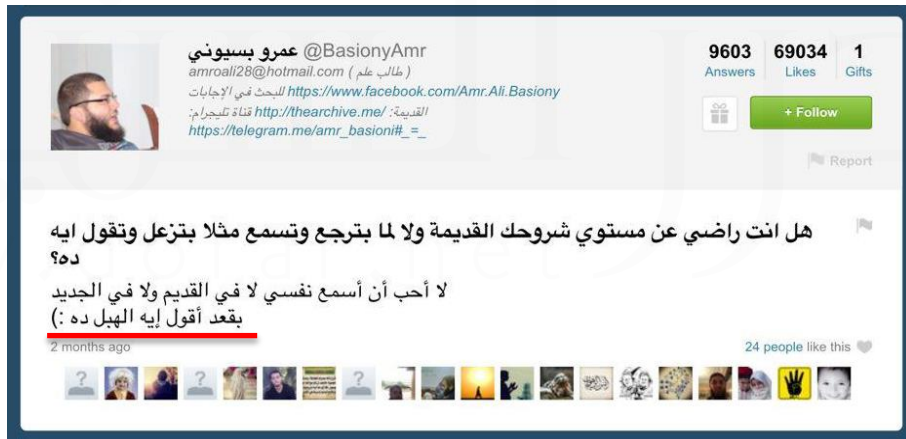 عمرو بسيوني @BasionyAmr
( طالب علم ) amroali28@hotmail.com
https://www.facebook.com/Amr.Ali.Basiony للبحث في الإجابات
القديمة: http://thearchive.me/ قناة تليجرام:
https://telegram.me/amr_basioni#_=_
9603 69034 1
Answers Likes Gifts
+ Follow
Report
هل انت راضي عن مستوي شروحك القديمة ولا لما بترجع وتسمع مثلا بتزعل وتقول ايه
ده؟
لا أحب أن أسمع نفسي لا في القديم ولا في الجديد
بقعد أقول إيه الهبل ده :)
2 months ago
24 people like this